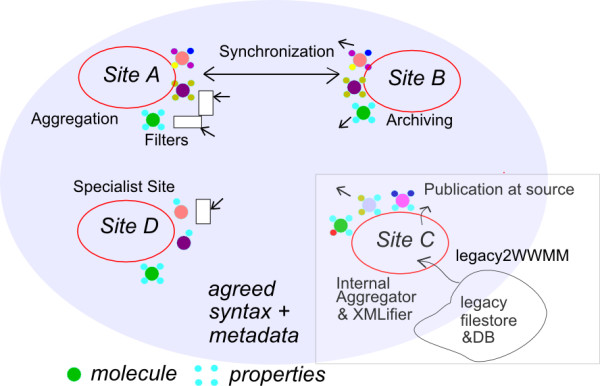 Synchronization
Site A
Site B
Aggregation
Filters
Archiving
Specialist Site
Site D
Publication at source
Site C
legacy2WWMM
Internal
Aggregator
& XMLifier
legacy
filestore
&DB
agreed
syntax +
metadata
molecule
properties